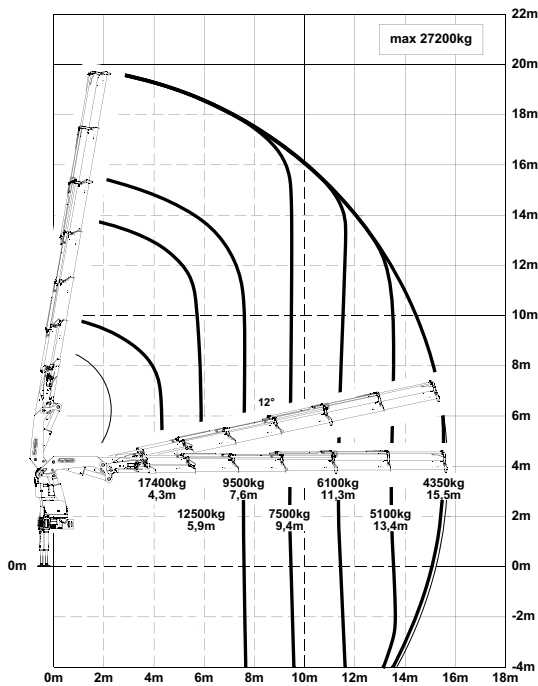 22m
max 27200kg
20m
18m
16m
14m
12m
10m
8m
12°
6m
4m
17400kg
4,3m
9500kg
7,6m
6100kg
11,3m
4350kg
15,5m
12500kg
5,9m
7500kg
9,4m
5100kg
13,4m
2m
0m
0m
-2m
-4m
0m 2m 4m 6m 8m 10m 12m 14m 16m 18m